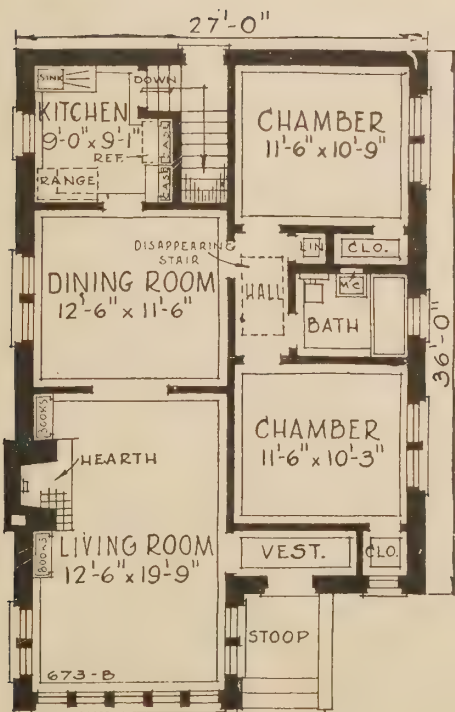 27'-0"
SINK
DOWN
KITCHEN
9'-0" x 9'-1"
REF.
CASE
CASE
RANGE
CHAMBER
11'-6" x 10'-9"
DISAPPEARING
STAIR
LIN
CLO.
DINING ROOM
12'-6" x 11'-6"
HALL
M.C.
BATH
36'-0"
BOOKS
HEARTH
CHAMBER
11'-6" x 10'-3"
BOOKS
LIVING ROOM
12'-6" x 19'-9"
VEST.
CLO.
STOOP
673-B